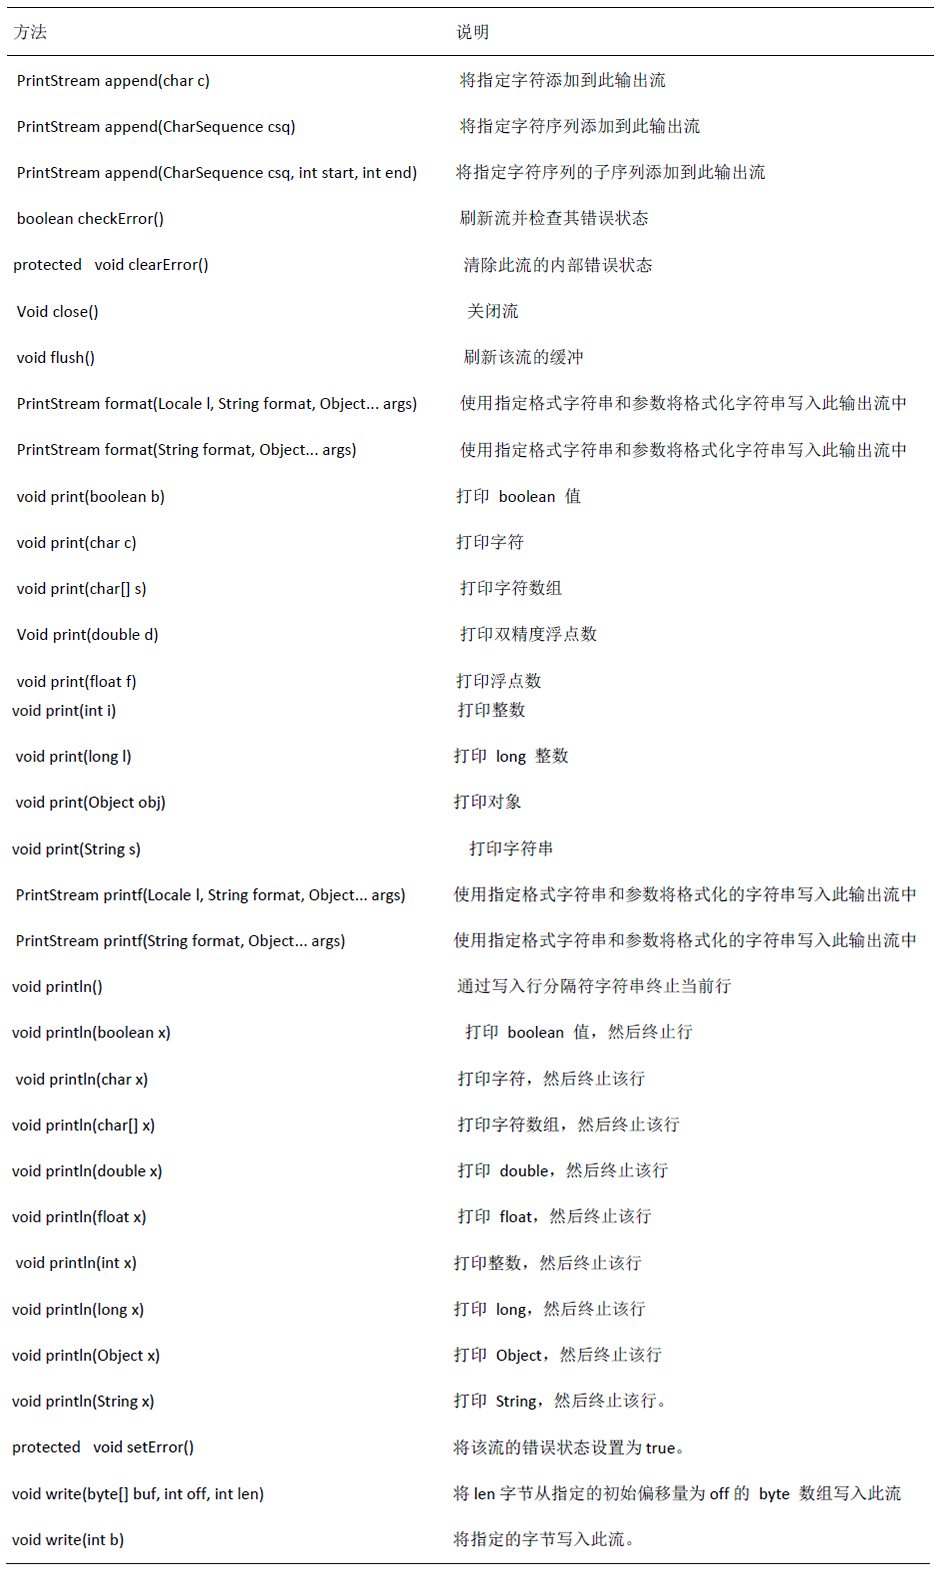 方法 说明
PrintStream append(char c) 将指定字符添加到此输出流
PrintStream append(CharSequence csq) 将指定字符序列添加到此输出流
PrintStream append(CharSequence csq, int start, int end) 将指定字符序列的子序列添加到此输出流
boolean checkError() 刷新流并检查其错误状态
protected void clearError() 清除此流的内部错误状态
Void close() 关闭流
void flush() 刷新该流的缓冲
PrintStream format(Locale l, String format, Object... args) 使用指定格式字符串和参数将格式化字符串写入此输出流中
PrintStream format(String format, Object... args) 使用指定格式字符串和参数将格式化字符串写入此输出流中
void print(boolean b) 打印 boolean 值
void print(char c) 打印字符
void print(char[] s) 打印字符数组
Void print(double d) 打印双精度浮点数
void print(float f) 打印浮点数
void print(int i) 打印整数
void print(long l) 打印 long 整数
void print(Object obj) 打印对象
void print(String s) 打印字符串
PrintStream printf(Locale l, String format, Object... args) 使用指定格式字符串和参数将格式化的字符串写入此输出流中
PrintStream printf(String format, Object... args) 使用指定格式字符串和参数将格式化的字符串写入此输出流中
void println() 通过写入行分隔符字符串终止当前行
void println(boolean x) 打印 boolean 值，然后终止行
void println(char x) 打印字符，然后终止该行
void println(char[] x) 打印字符数组，然后终止该行
void println(double x) 打印 double，然后终止该行
void println(float x) 打印 float，然后终止该行
void println(int x) 打印整数，然后终止该行
void println(long x) 打印 long，然后终止该行
void println(Object x) 打印 Object，然后终止该行
void println(String x) 打印 String，然后终止该行。
protected void setError() 将该流的错误状态设置为true。
void write(byte[] buf, int off, int len) 将len字节从指定的初始偏移量为off的 byte 数组写入此流
void write(int b) 将指定的字节写入此流。